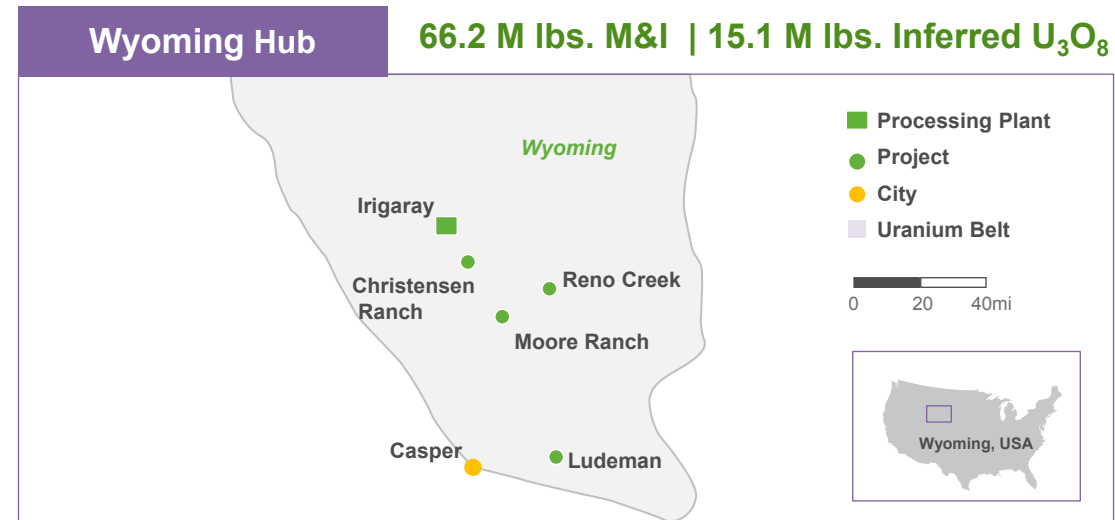 Wyoming Hub
66.2 M lbs. M&I | 15.1 M lbs. Inferred U₃O₈
Wyoming
Irigaray
Christensen
Ranch
Reno Creek
Moore Ranch
Casper
Ludeman
Processing Plant
Project
City
Uranium Belt
0 20 40mi
Wyoming, USA